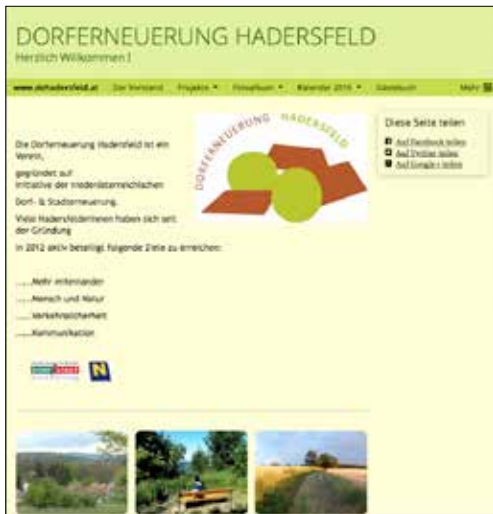 DORFERNEUERUNG HADERSFELD
Herzlich Willkommen !
www.dehadersfeld.at Der Vorstand Projekte Fotoalbum Kalender 2016 Gästebuch Mehr
DORFERNEUERUNG HADERSFELD
Die Dorferneuerung Hadersfeld ist ein
Verein,
gegründet auf
Initiative der niederösterreichischen
Dorf- & Stadterneuerung.
Viele HadersfelderInnen haben sich seit
der Gründung
in 2012 aktiv beteiligt folgende Ziele zu erreichen:
.....Mehr miteinander
.....Mensch und Natur
.....Verkehrssicherheit
.....Kommunikation
DORF STADT
N
Diese Seite teilen
Auf Facebook teilen
Auf Twitter teilen
Auf Google+ teilen